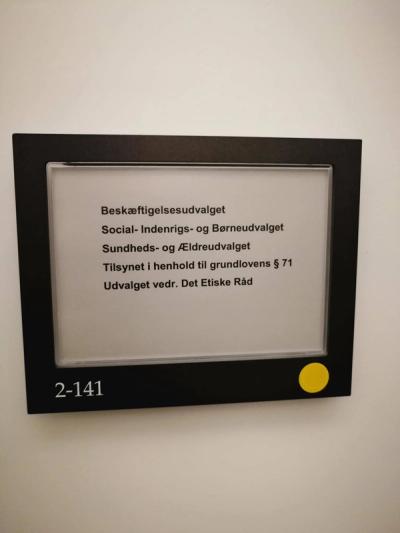 Beskæftigelsesudvalget
Social- Indenrigs- og Børneudvalget
Sundheds- og Ældreudvalget
Tilsynet i henhold til grundlovens § 71
Udvalget vedr. Det Etiske Råd
2-141